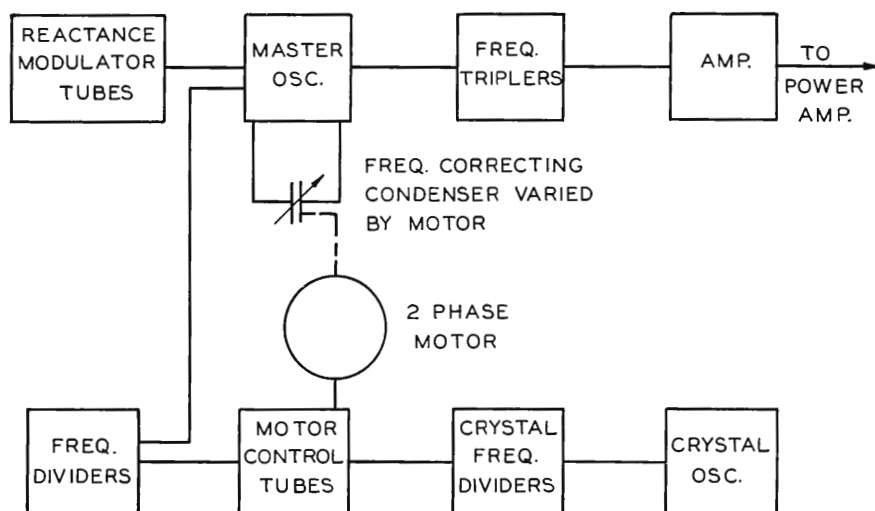 REACTANCE
MODULATOR
TUBES
MASTER
OSC.
FREQ.
TRIPLERS
AMP.
TO
POWER
AMP.
FREQ. CORRECTING
CONDENSER VARIED
BY MOTOR
2 PHASE
MOTOR
FREQ.
DIVIDERS
MOTOR
CONTROL
TUBES
CRYSTAL
FREQ.
DIVIDERS
CRYSTAL
OSC.